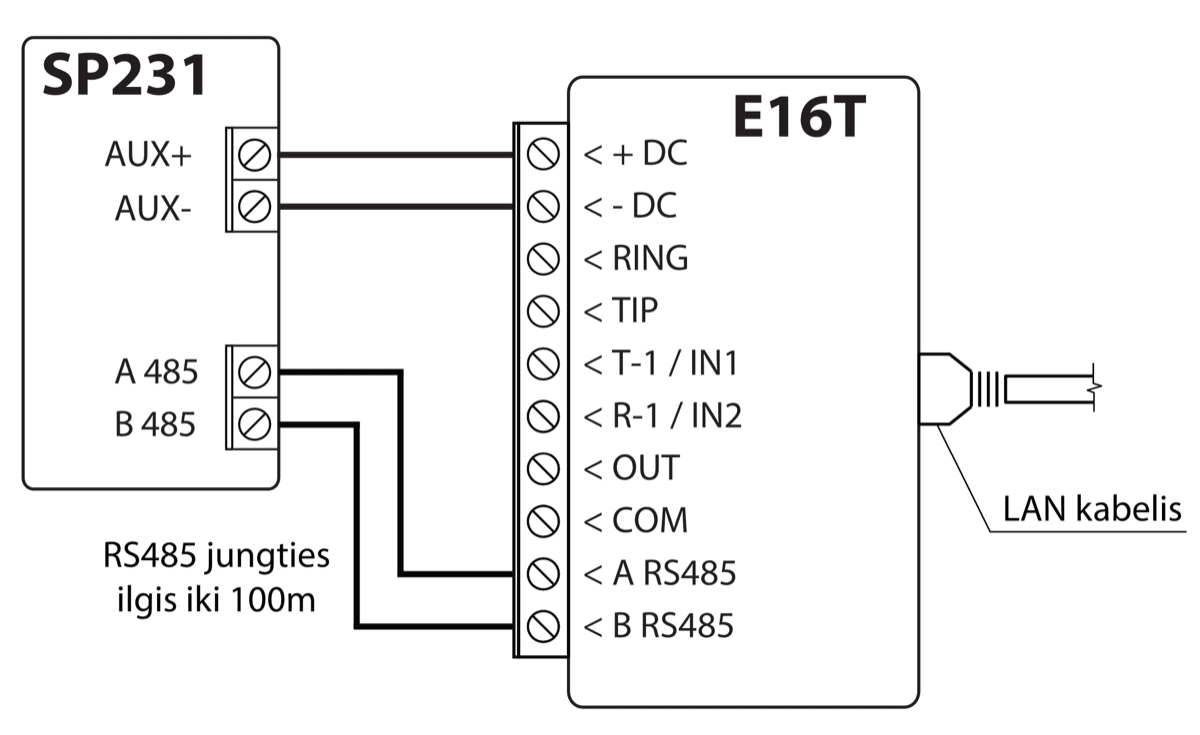 SP231
AUX+
AUX-
A 485
B 485
RS485 jungties
ilgis iki 100m
E16T
< + DC
< - DC
< RING
< TIP
< T-1 / IN1
< R-1 / IN2
< OUT
< COM
< A RS485
< B RS485
LAN kabelis